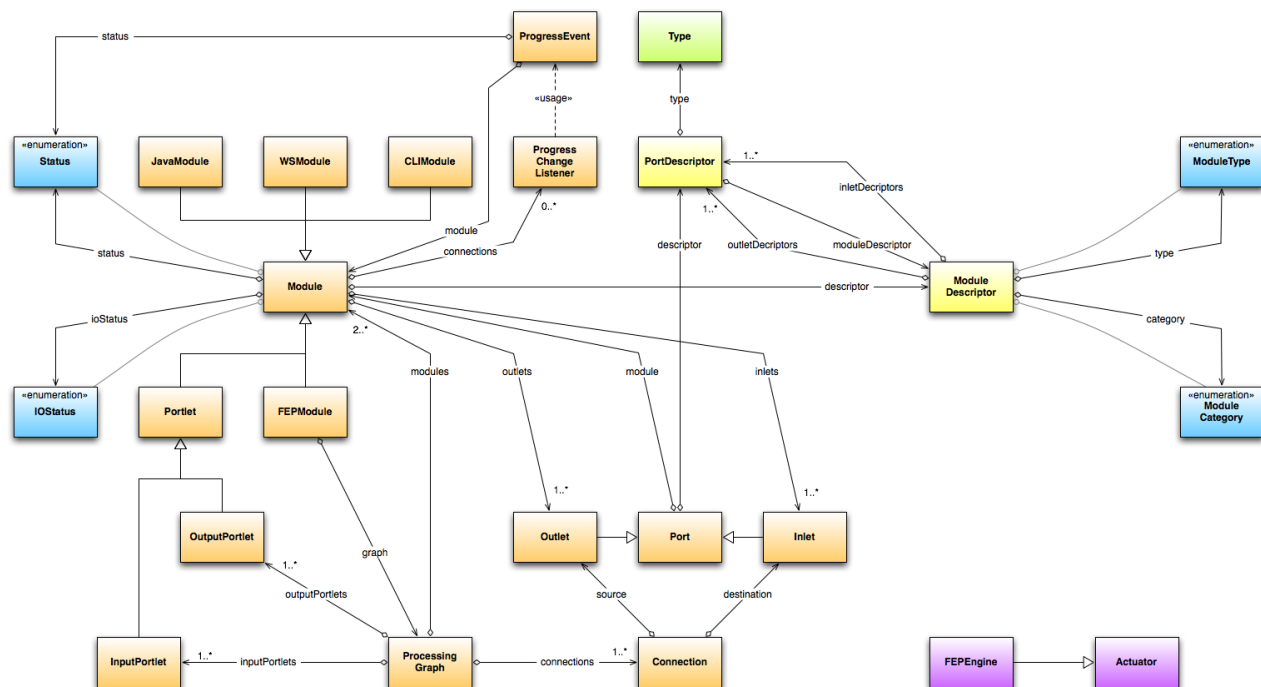 status
ProgressEvent
Type
«usage»
type
«enumeration»
Status
JavaModule
WSModule
CLIModule
Progress
Change
Listener
PortDescriptor
1..*
«enumeration»
ModuleType
inletDecriptors
0..*
1..*
module
descriptor
outletDecriptors
moduleDescriptor
status
connections
type
Module
descriptor
Module
Descriptor
ioStatus
category
2..*
modules
outlets
module
inlets
«enumeration»
IOStatus
Portlet
FEPModule
«enumeration»
Module
Category
1..*
1..*
OutputPortlet
Outlet
Port
Inlet
graph
1..*
outputPortlets
source
destination
InputPortlet
1..*
inputPortlets
Processing
Graph
connections
1..*
Connection
FEPEngine
Actuator